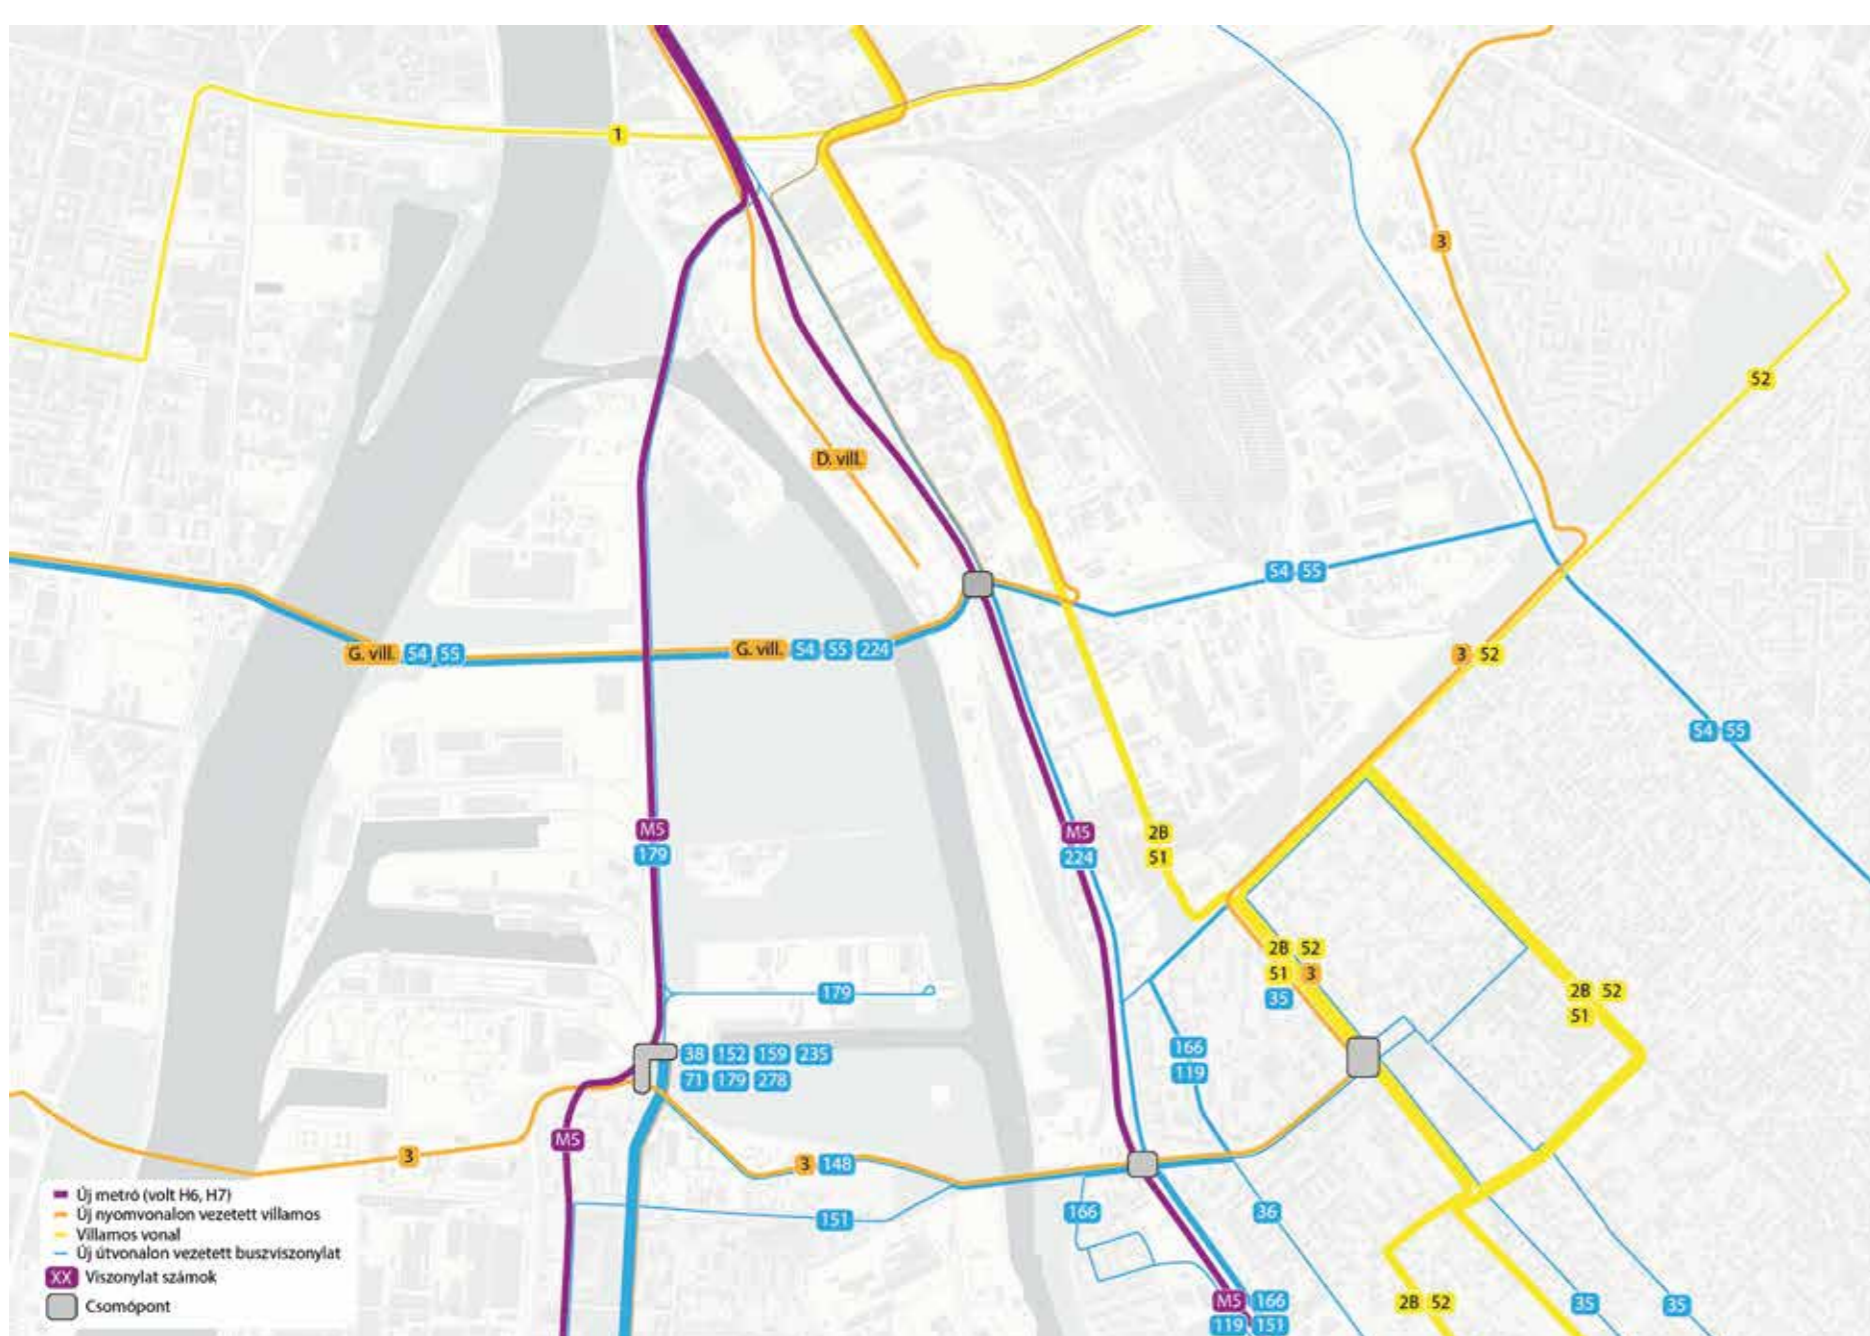 1
3
52
D. vill.
54 55
G. vill. 54 55
G. vill. 54 55 224
3 52
54 55
M5
179
M5
224
2B
51
2B 52
51 3
35
2B 52
51
179
38 152 159 235
71 179 278
166
119
M5
3
3 148
151
166
36
M5 166
119 151
2B 52
35
35
Új metró (volt H6, H7)
Új nyomvonalon vezetett villamos
Villamos vonal
Új útvonalon vezetett buszviszonylat
XX Viszonylat számok
Csomópont